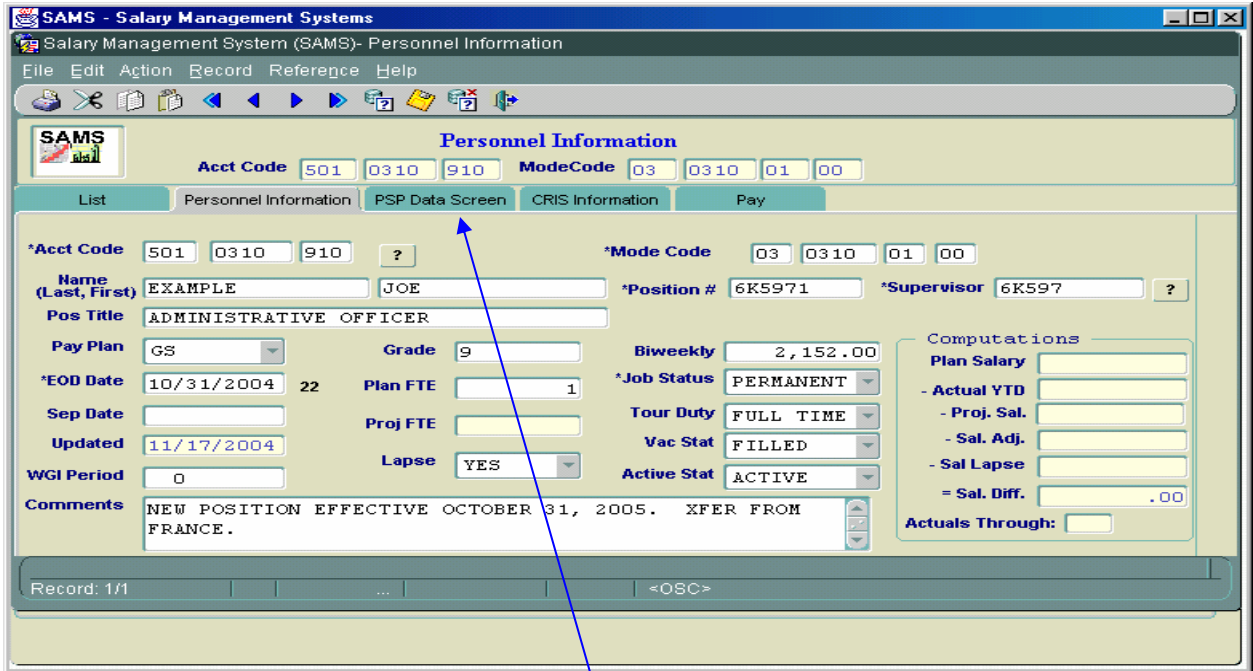 SAMS - Salary Management Systems
Salary Management System (SAMS)- Personnel Information
File Edit Action Record Reference Help
SAMS
Personnel Information
Acct Code 501 0310 910 ModeCode 03 0310 01 00
List Personnel Information PSP Data Screen CRIS Information Pay
*Acct Code 501 0310 910 ? *Mode Code 03 0310 01 00
Name (Last, First) EXAMPLE JOE *Position # 6K5971 *Supervisor 6K597 ?
Pos Title ADMINISTRATIVE OFFICER
Pay Plan GS Grade 9 Biweekly 2,152.00
*EOD Date 10/31/2004 22 Plan FTE 1 *Job Status PERMANENT
Sep Date Proj FTE Tour Duty FULL TIME
Updated 11/17/2004 Vac Stat FILLED
WGI Period 0 Lapse YES Active Stat ACTIVE
Computations
Plan Salary
- Actual YTD
- Proj. Sal.
- Sal. Adj.
- Sal Lapse
= Sal. Diff. .00
Actuals Through:
Comments NEW POSITION EFFECTIVE OCTOBER 31, 2005. XFER FROM
FRANCE.
Record: 1/1 ... <OSC>